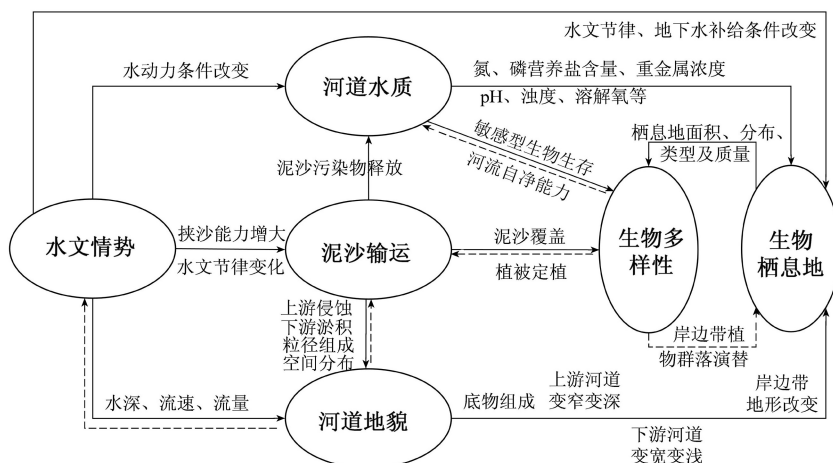 水文节律、地下水补给条件改变
水动力条件改变
河道水质
氮、磷营养盐含量、重金属浓度
pH、浊度、溶解氧等
敏感型生物生存
河流自净能力
栖息地面积、分布、
类型及质量
泥沙污染物释放
水文情势
挟沙能力增大
水文节律变化
泥沙输运
泥沙覆盖
植被定植
生物多
样性
生物
栖息地
上游侵蚀
下游淤积
粒径组成
空间分布
岸边带植
物群落演替
水深、流速、流量
河道地貌
底物组成
上游河道
变窄变深
岸边带
地形改变
下游河道
变宽变浅